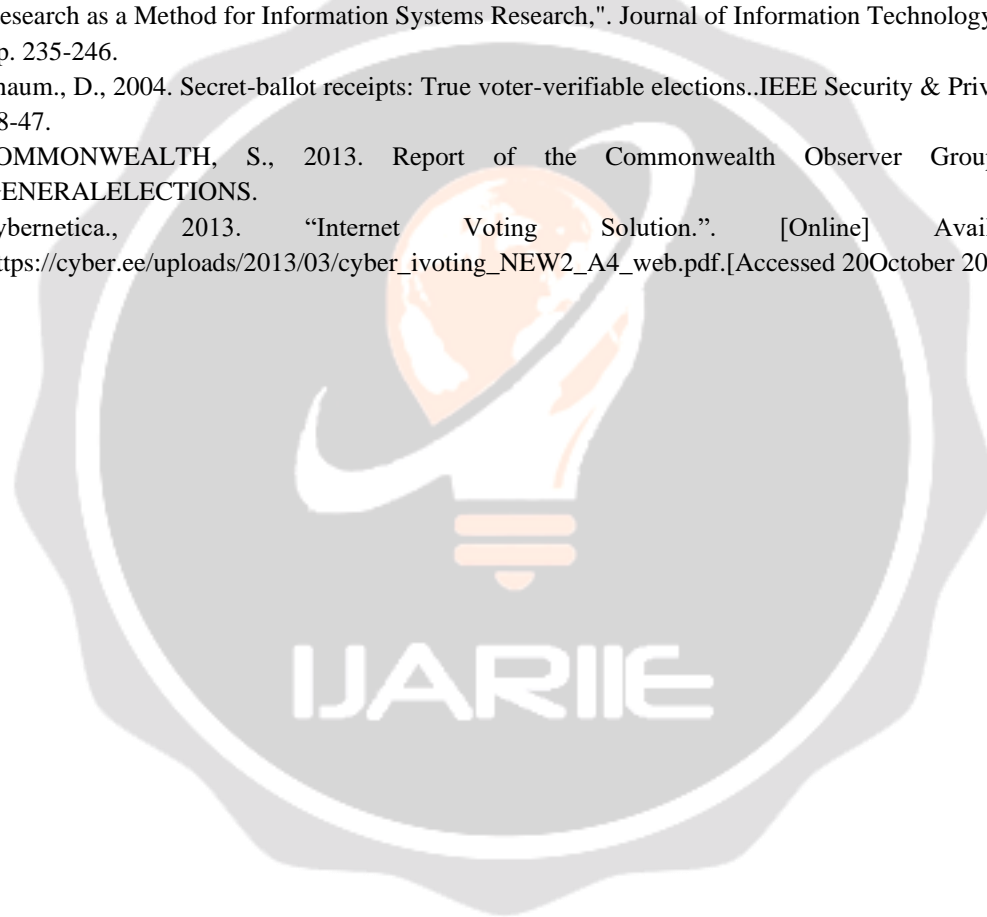 esearch as a Method for Information Systems Research,". Journal of Information Technology
p. 235-246.
haum., D., 2004. Secret-ballot receipts: True voter-verifiable elections..IEEE Security & Priv
8-47.
OMMONWEALTH, S., 2013. Report of the Commonwealth Observer Grou
GENERALELECTIONS.
ybernetica., 2013. “Internet Voting Solution.”. [Online] Avail
ttps://cyber.ee/uploads/2013/03/cyber_ivoting_NEW2_A4_web.pdf.[Accessed 20October 20
IJARIIE